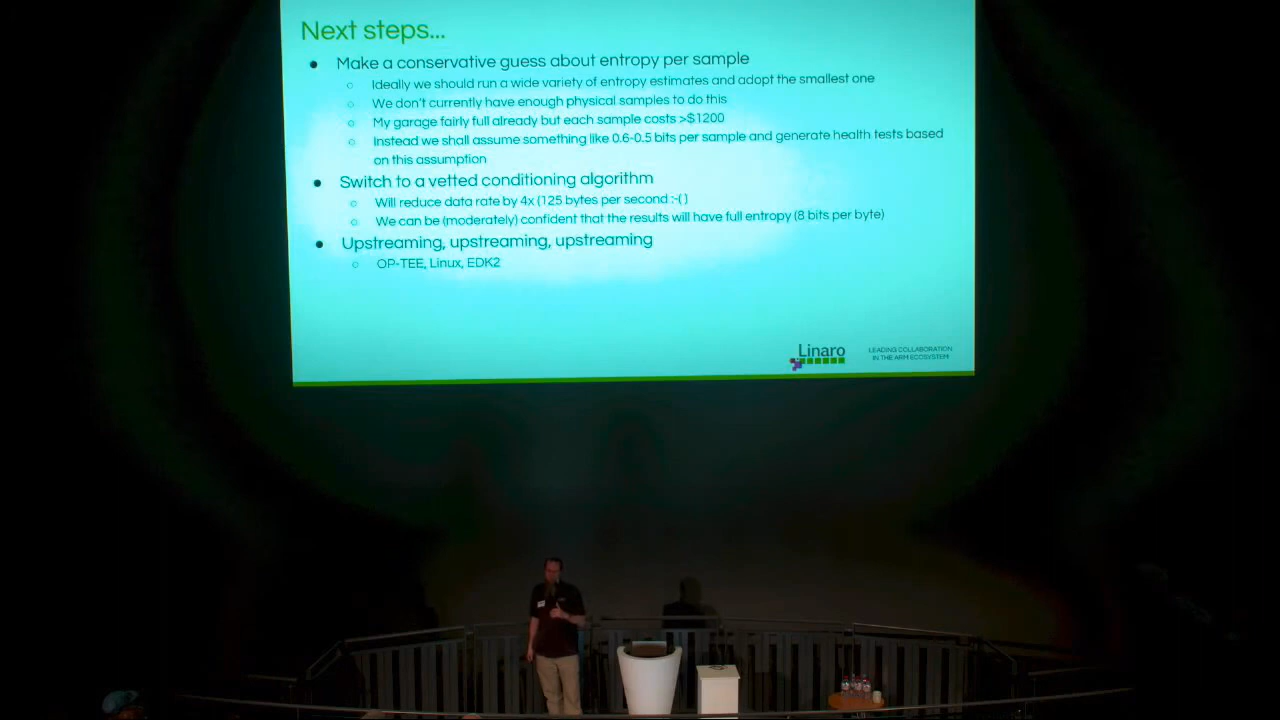 Next steps...
● Make a conservative guess about entropy per sample
○ Ideally we should run a wide variety of entropy estimates and adopt the smallest one
○ We don't currently have enough physical samples to do this
○ My garage fairly full already but each sample costs >$1200
○ Instead we shall assume something like 0.6-0.5 bits per sample and generate health tests based
on this assumption
● Switch to a vetted conditioning algorithm
○ Will reduce data rate by 4x (125 bytes per second :-( )
○ We can be (moderately) confident that the results will have full entropy (8 bits per byte)
● Upstreaming, upstreaming, upstreaming
○ OP-TEE, Linux, EDK2
Linaro
LEADING COLLABORATION
IN THE ARM ECOSYSTEM